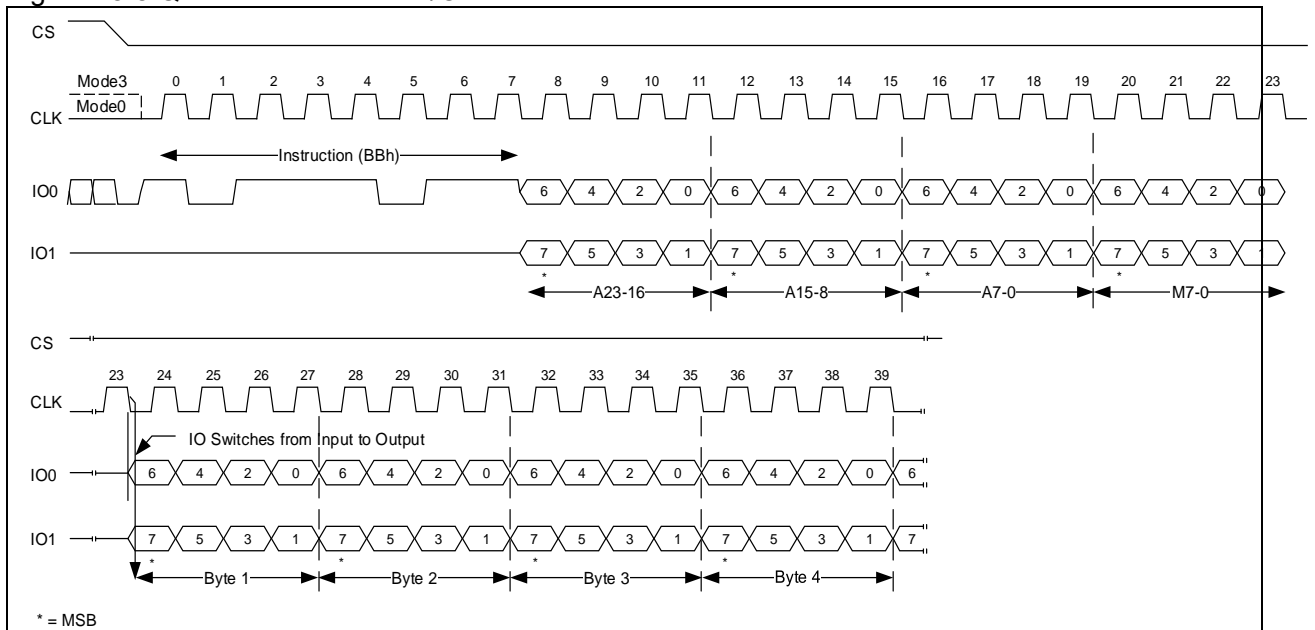 CS
Mode3 0 1 2 3 4 5 6 7 8 9 10 11 12 13 14 15 16 17 18 19 20 21 22 23
Mode0
CLK
Instruction (BBh)
IO0 6 4 2 0 6 4 2 0 6 4 2 0 6 4 2 0
IO1 7 5 3 1 7 5 3 1 7 5 3 1 7 5 3 1
* * * *
A23-16 A15-8 A7-0 M7-0
CS
23 24 25 26 27 28 29 30 31 32 33 34 35 36 37 38 39
CLK
IO Switches from Input to Output
IO0 6 4 2 0 6 4 2 0 6 4 2 0 6 4 2 0 6
IO1 7 5 3 1 7 5 3 1 7 5 3 1 7 5 3 1 7
* * * *
Byte 1 Byte 2 Byte 3 Byte 4
* = MSB